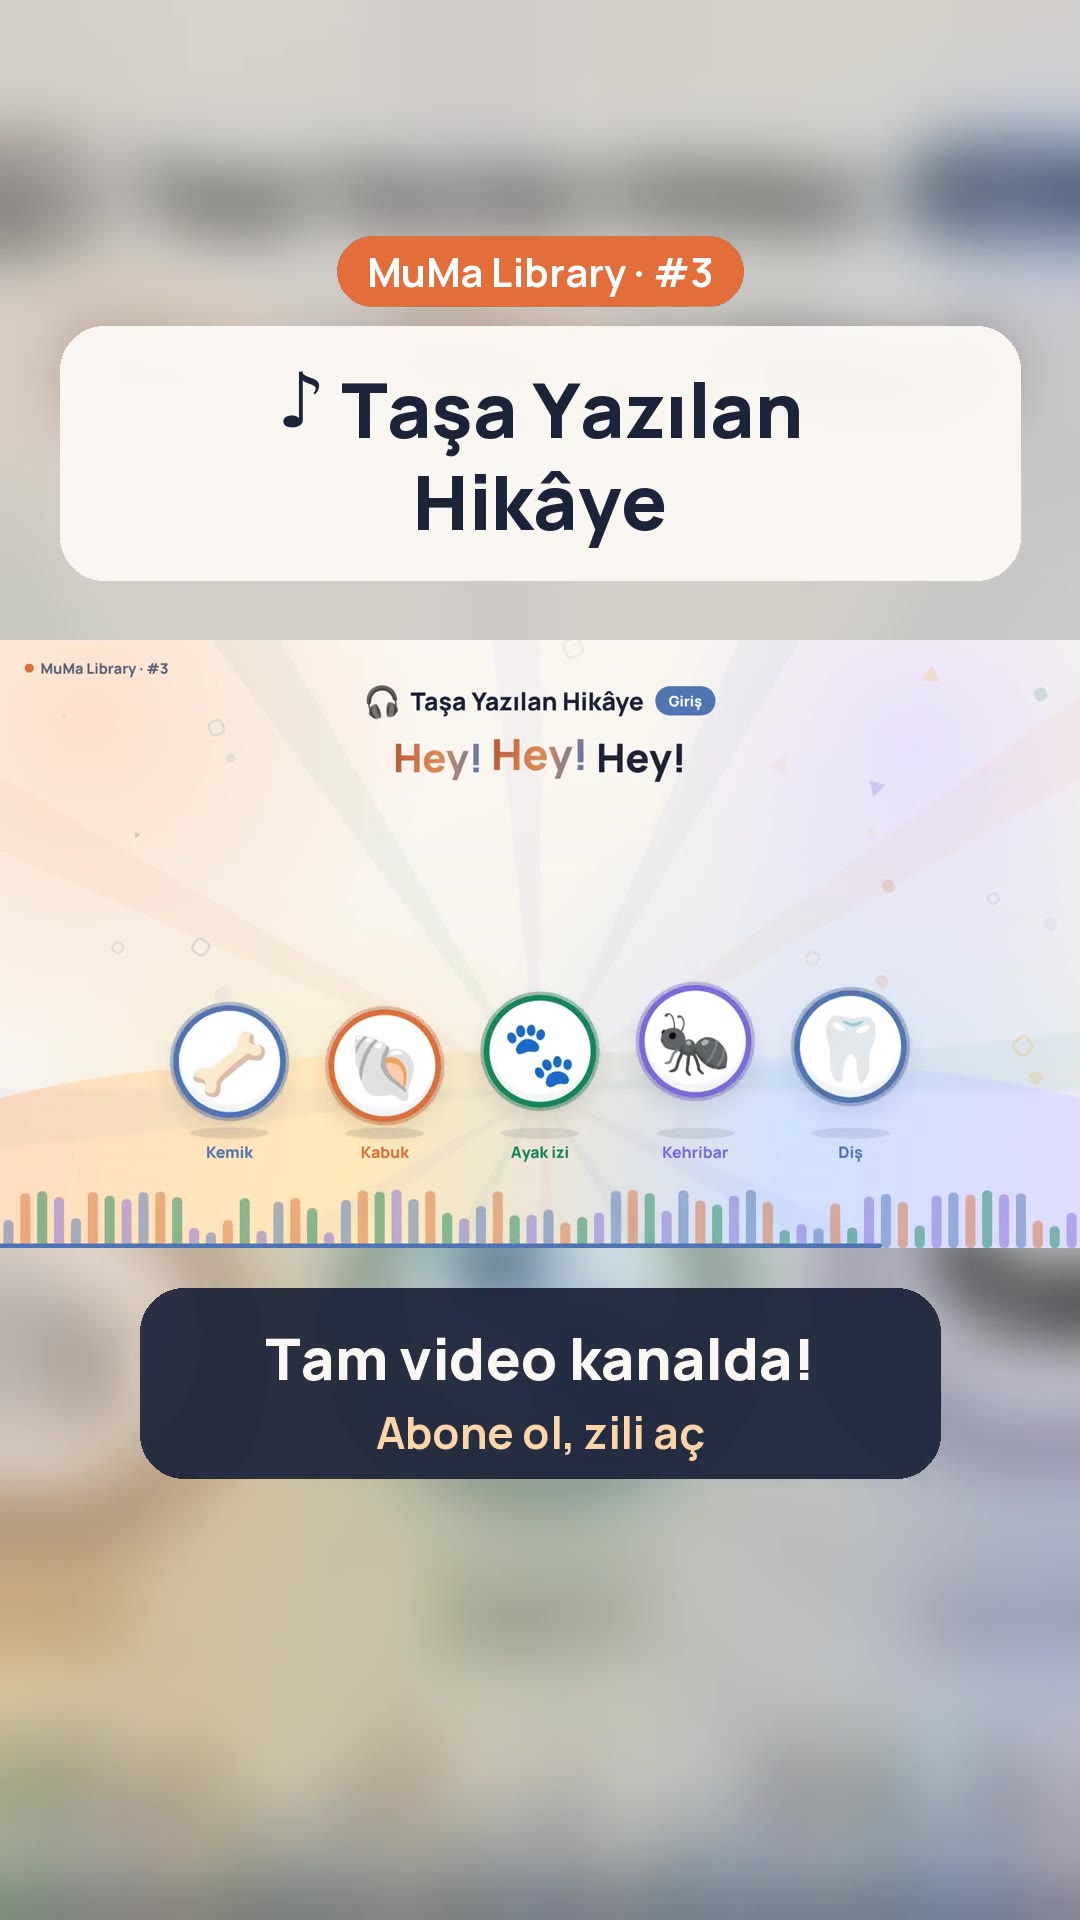 MuMa Library · #3
♪ Taşa Yazılan
Hikâye
MuMa Library · #3
Taşa Yazılan Hikâye
Giriş
Hey! Hey! Hey!
Kemik
Kabuk
Ayak izi
Kehribar
Diş
Tam video kanalda!
Abone ol, zili aç